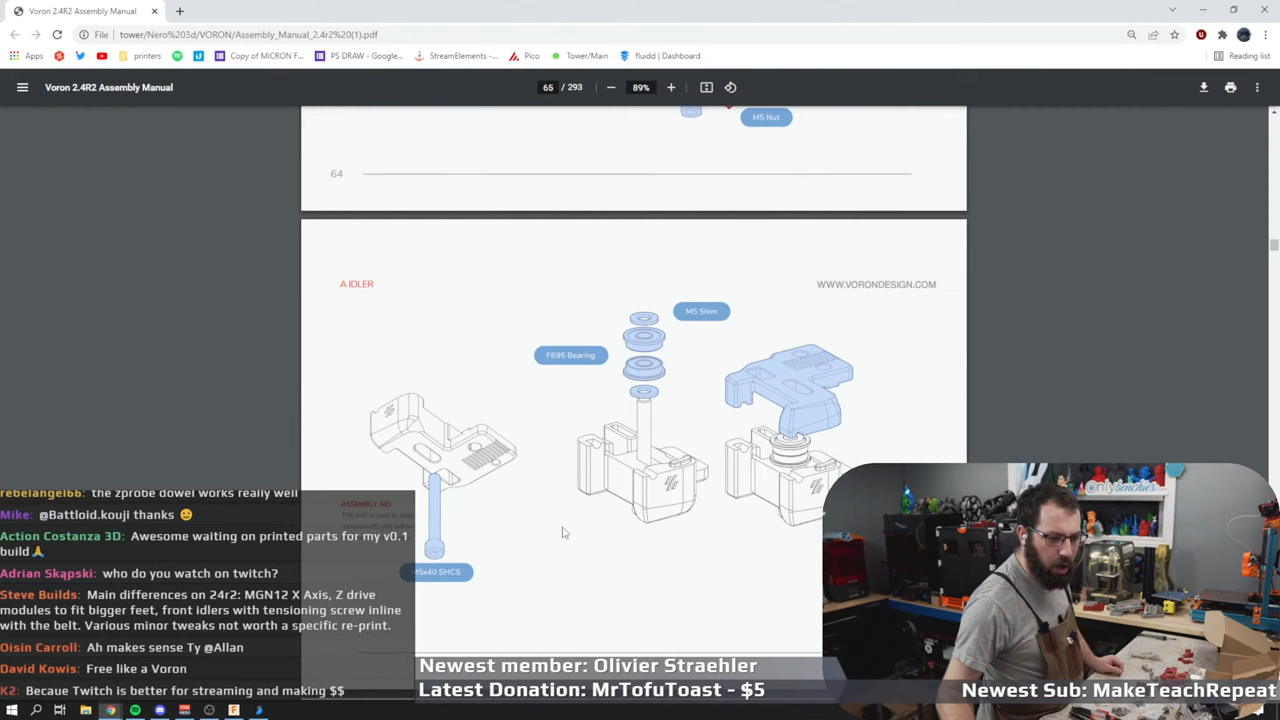 Voron 2.4R2 Assembly Manual
File
tower/Nero%203d/VORON/Assembly_Manual_2.4r2%20(1).pdf
Apps
printers
Copy of MICRON F...
PS DRAW - Google...
StreamElements -...
Pico
Tower/Main
fluidd | Dashboard
Reading list
Voron 2.4R2 Assembly Manual
65 / 293
89%
M5 Nut
64
A IDLER
WWW.VORONDESIGN.COM
M5 Shim
F695 Bearing
ASSEMBLY AID
M5x40 SHCS
rebelangel66: the zprobe dowel works really well
Mike: @Battloid.kouji thanks
Action Costanza 3D: Awesome waiting on printed parts for my v0.1
build
Adrian Skąpski: who do you watch on twitch?
Steve Builds: Main differences on 24r2: MGN12 X Axis, Z drive
modules to fit bigger feet, front idlers with tensioning screw inline
with the belt. Various minor tweaks not worth a specific re-print.
Oisin Carroll: Ah makes sense Ty @Allan
David Kowis: Free like a Voron
K2: Becaue Twitch is better for streaming and making $$
@onlybenchies
Newest member: Olivier Straehler
Latest Donation: MrTofuToast - $5
Newest Sub: MakeTeachRepeat